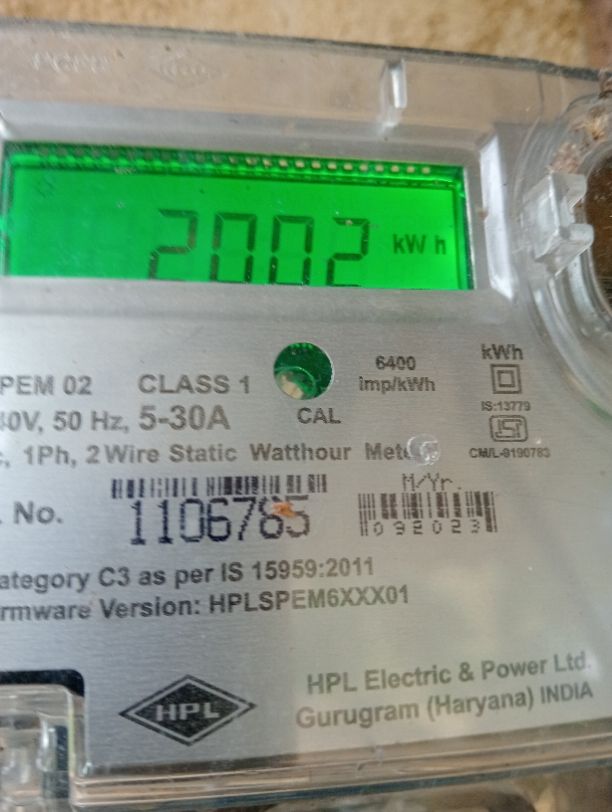 2002 kWh
PEM 02 CLASS 1 6400 imp/kWh kWh
IS:13779
40V, 50 Hz, 5-30A CAL
, 1Ph, 2 Wire Static Watthour Meter CM/L-9190783
M/Yr.
. No. 1106785 092023
ategory C3 as per IS 15959:2011
rmware Version: HPLSPEM6XXX01
HPL
HPL Electric & Power Ltd.
Gurugram (Haryana) INDIA